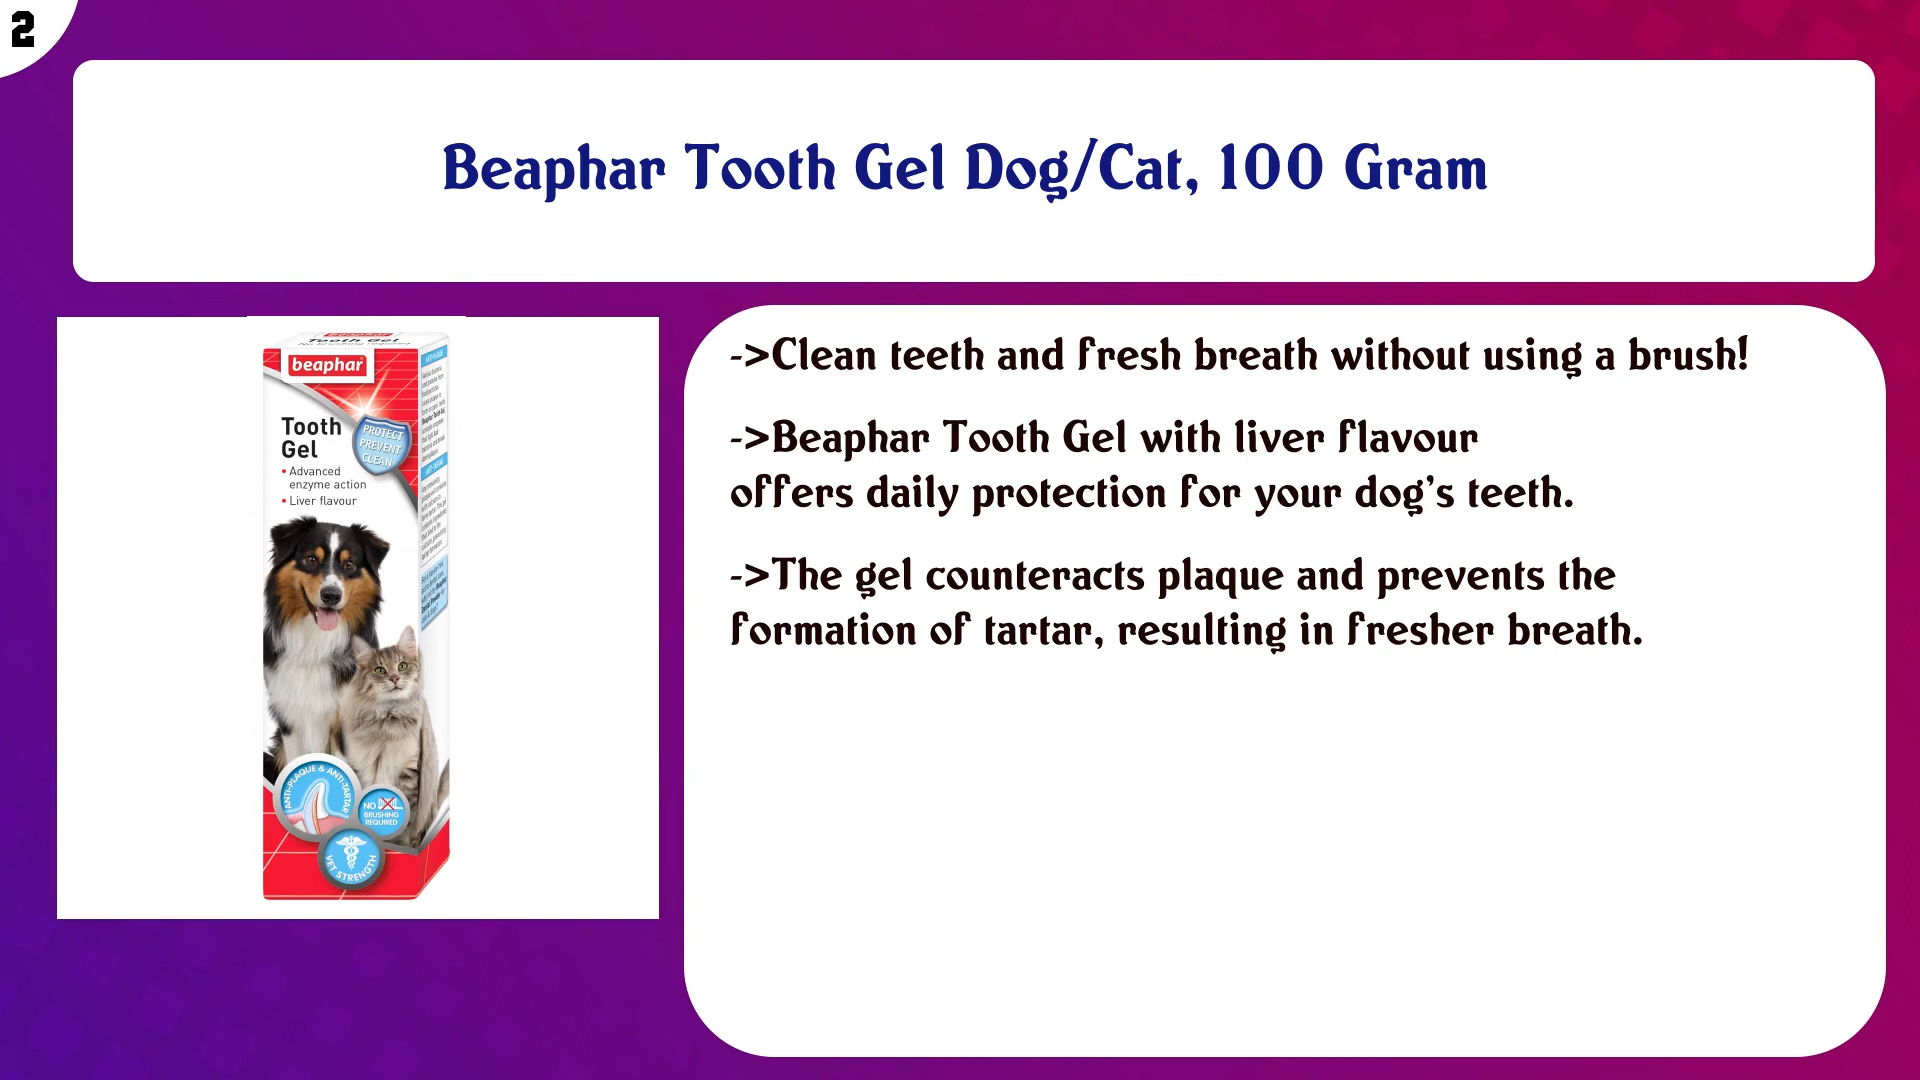 2
Beaphar Tooth Gel Dog/Cat, 100 Gram
->Clean teeth and fresh breath without using a brush!
->Beaphar Tooth Gel with liver flavour
offers daily protection for your dog's teeth.
->The gel counteracts plaque and prevents the
formation of tartar, resulting in fresher breath.
Tooth Gel
beaphar
Tooth
Gel
• Advanced
enzyme action
• Liver flavour
PROTECT
PREVENT
CLEAN
ANTI-PLAQUE & ANTI-TARTAR
NO
BRUSHING
REQUIRED
VET STRENGTH